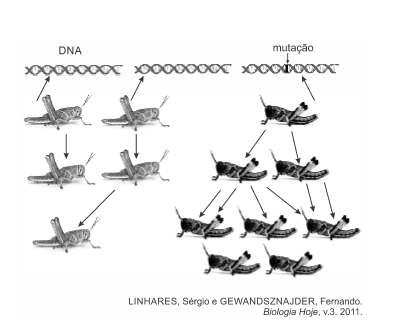 DNA
mutação
LINHARES, Sérgio e GEWANDSZNAJDER, Fernando.
Biologia Hoje, v.3. 2011.